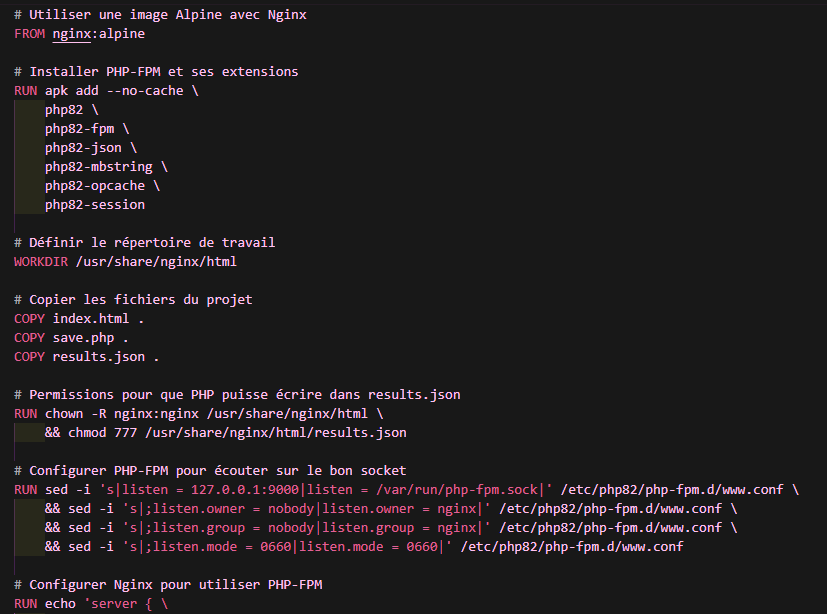 # Utiliser une image Alpine avec Nginx
FROM nginx:alpine
# Installer PHP-FPM et ses extensions
RUN apk add --no-cache \
php82 \
php82-fpm \
php82-json \
php82-mbstring \
php82-opcache \
php82-session
# Définir le répertoire de travail
WORKDIR /usr/share/nginx/html
# Copier les fichiers du projet
COPY index.html .
COPY save.php .
COPY results.json .
# Permissions pour que PHP puisse écrire dans results.json
RUN chown -R nginx:nginx /usr/share/nginx/html \
&& chmod 777 /usr/share/nginx/html/results.json
# Configurer PHP-FPM pour écouter sur le bon socket
RUN sed -i 's|listen = 127.0.0.1:9000|listen = /var/run/php-fpm.sock|' /etc/php82/php-fpm.d/www.conf \
&& sed -i 's|;listen.owner = nobody|listen.owner = nginx|' /etc/php82/php-fpm.d/www.conf \
&& sed -i 's|;listen.group = nobody|listen.group = nginx|' /etc/php82/php-fpm.d/www.conf \
&& sed -i 's|;listen.mode = 0660|listen.mode = 0660|' /etc/php82/php-fpm.d/www.conf
# Configurer Nginx pour utiliser PHP-FPM
RUN echo 'server { \